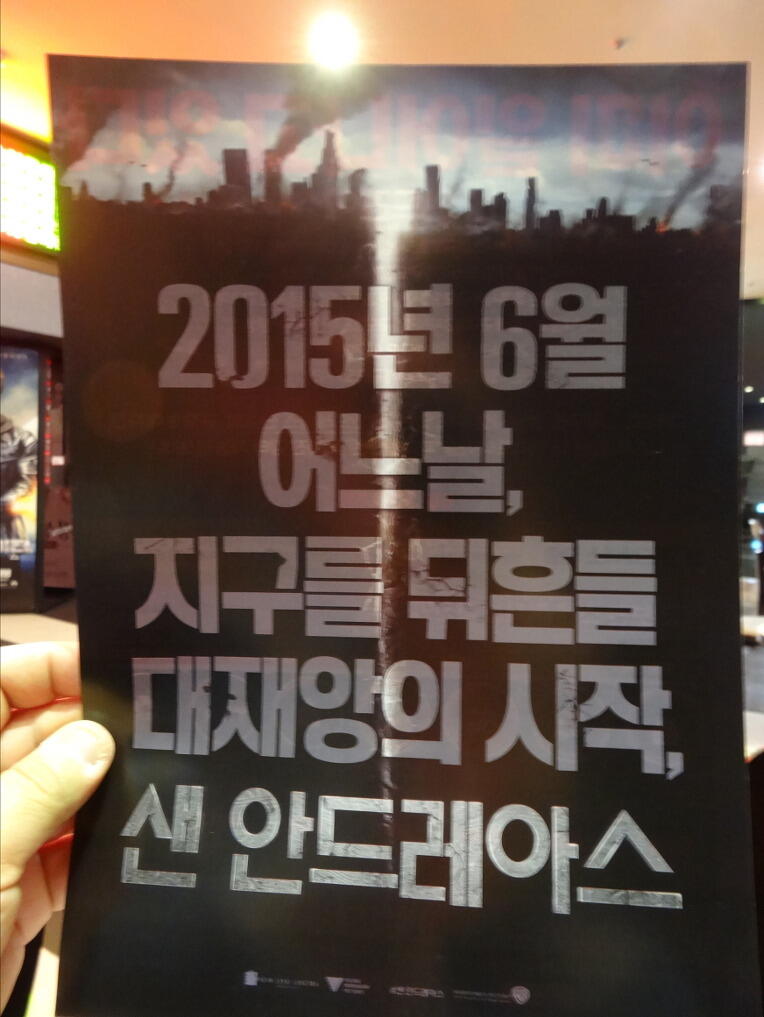 2015년 6월
어느날,
지구를 뒤흔들
대재앙의 시작,
샌 안드레아스